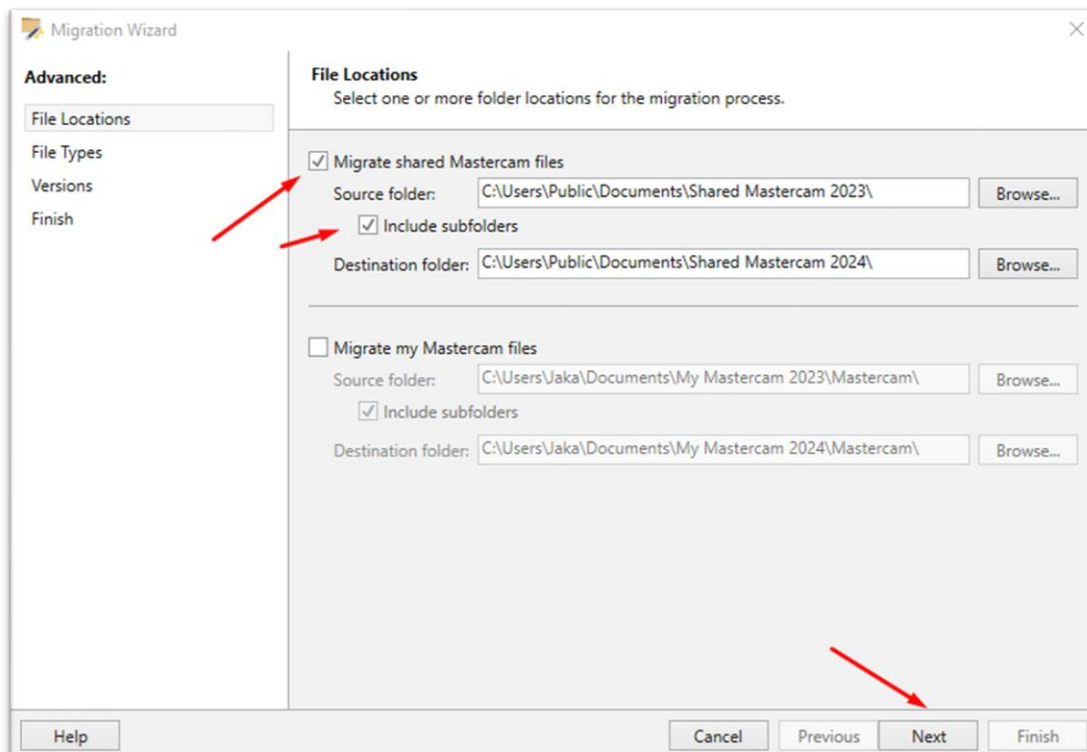 Migration Wizard
Advanced:
File Locations
File Types
Versions
Finish
File Locations
Select one or more folder locations for the migration process.
Migrate shared Mastercam files
Source folder: C:\Users\Public\Documents\Shared Mastercam 2023\ Browse...
Include subfolders
Destination folder: C:\Users\Public\Documents\Shared Mastercam 2024\ Browse...
Migrate my Mastercam files
Source folder: C:\Users\Jaka\Documents\My Mastercam 2023\Mastercam\ Browse...
Include subfolders
Destination folder: C:\Users\Jaka\Documents\My Mastercam 2024\Mastercam\ Browse...
Help Cancel Previous Next Finish